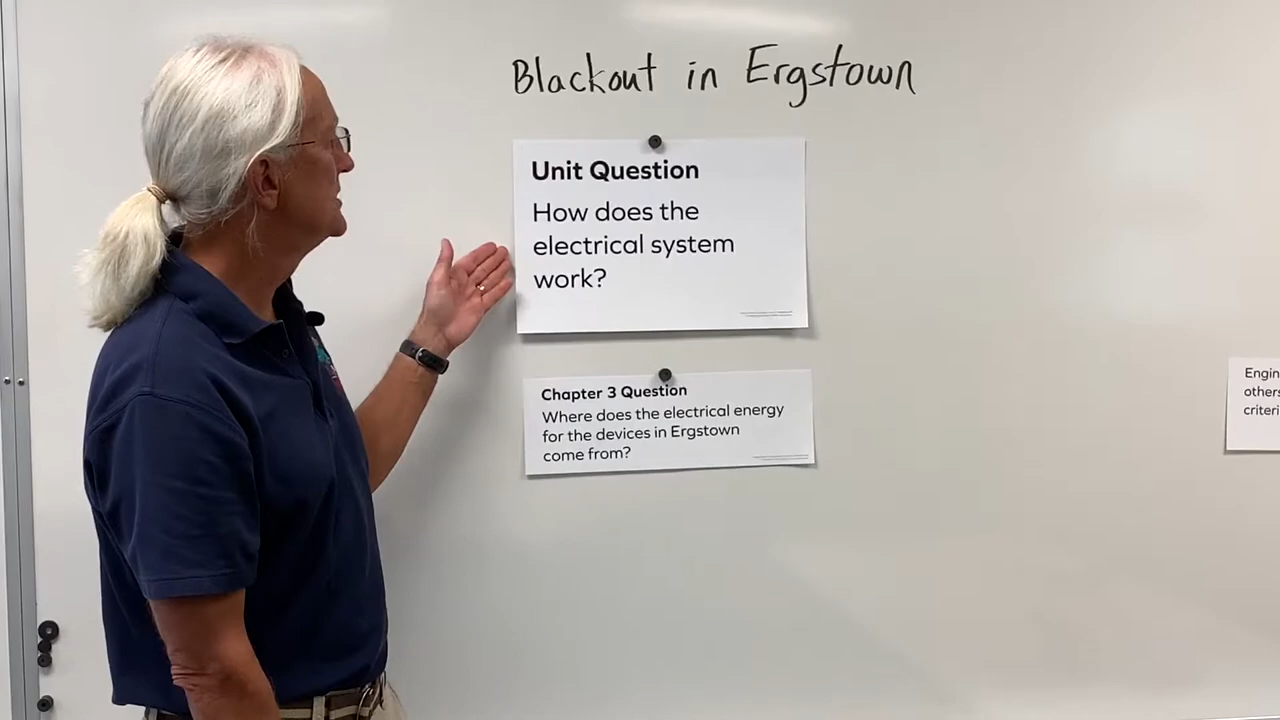 Blackout in Ergstown
Unit Question
How does the
electrical system
work?
Chapter 3 Question
Where does the electrical energy
for the devices in Ergstown
come from?
Engin
others
criteri